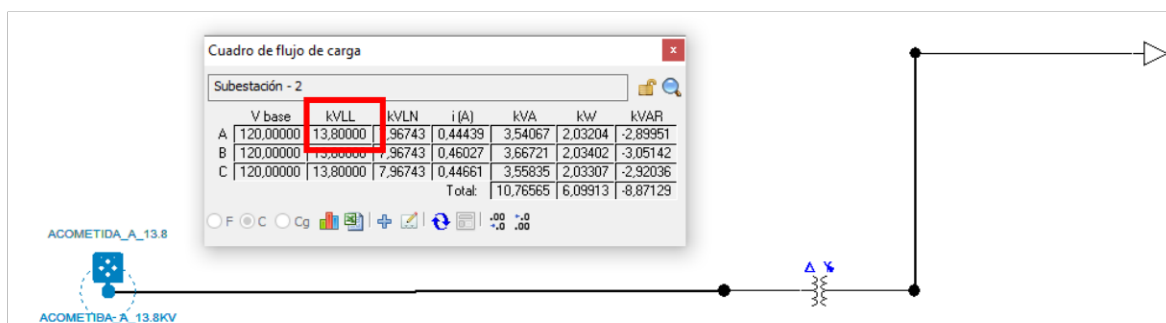 Cuadro de flujo de carga
x
Subestación - 2
V base kVLL kVLN i (A) kVA kW kVAR
A 120,00000 13,80000 7,96743 0,44439 3,54067 2,03204 -2,89951
B 120,00000 13,80000 7,96743 0,46027 3,66721 2,03402 -3,05142
C 120,00000 13,80000 7,96743 0,44661 3,55835 2,03307 -2,92036
Total: 10,76565 6,09913 -8,87129
F C Cg
ACOMETIDA_A_13.8
ACOMETIBA- A_13.8KV